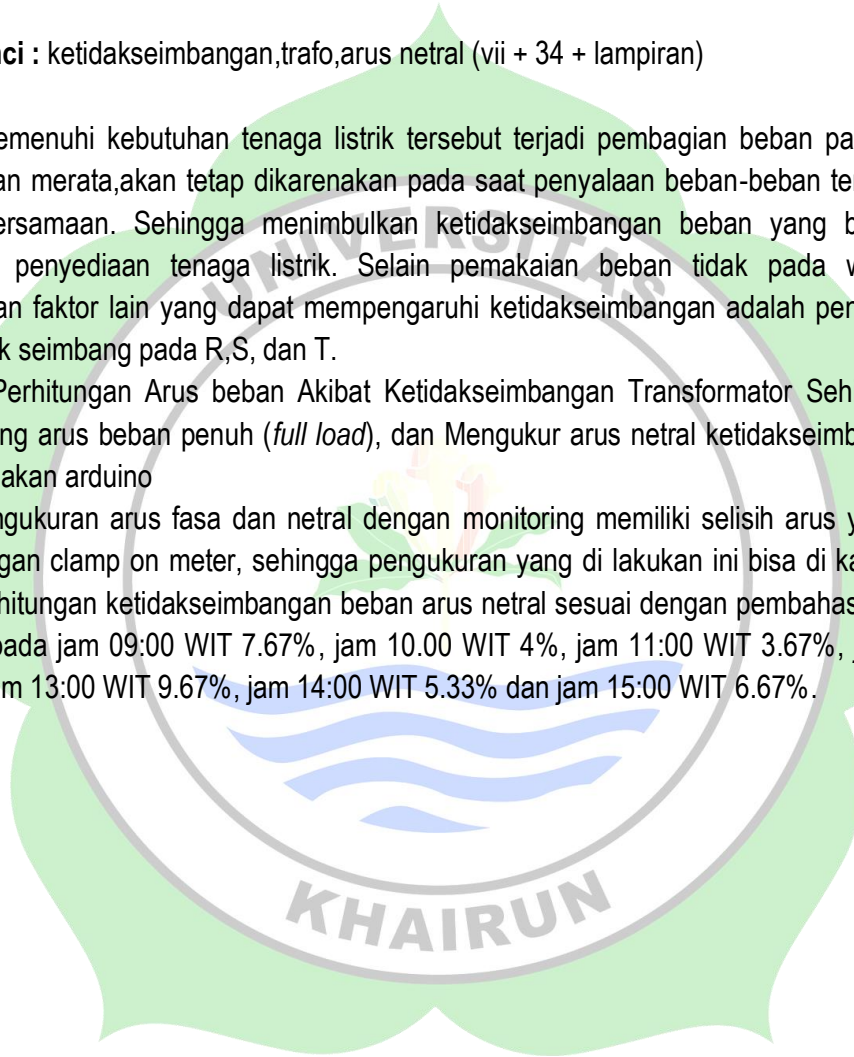 nci : ketidakseimbangan,trafo,arus netral (vii + 34 + lampiran)
emenuhi kebutuhan tenaga listrik tersebut terjadi pembagian beban pa
an merata,akan tetap dikarenakan pada saat penyalaan beban-beban ter
ersamaan. Sehingga menimbulkan ketidakseimbangan beban yang b
penyediaan tenaga listrik. Selain pemakaian beban tidak pada w
an faktor lain yang dapat mempengaruhi ketidakseimbangan adalah per
k seimbang pada R,S, dan T.
Perhitungan Arus beban Akibat Ketidakseimbangan Transformator Seh
ng arus beban penuh (full load), dan Mengukur arus netral ketidakseimb
akan arduino
ngukuran arus fasa dan netral dengan monitoring memiliki selisih arus y
gan clamp on meter, sehingga pengukuran yang di lakukan ini bisa di ka
hitungan ketidakseimbangan beban arus netral sesuai dengan pembahas
pada jam 09:00 WIT 7.67%, jam 10.00 WIT 4%, jam 11:00 WIT 3.67%, j
m 13:00 WIT 9.67%, jam 14:00 WIT 5.33% dan jam 15:00 WIT 6.67%.
UNIVERSITAS
KHAIRUN